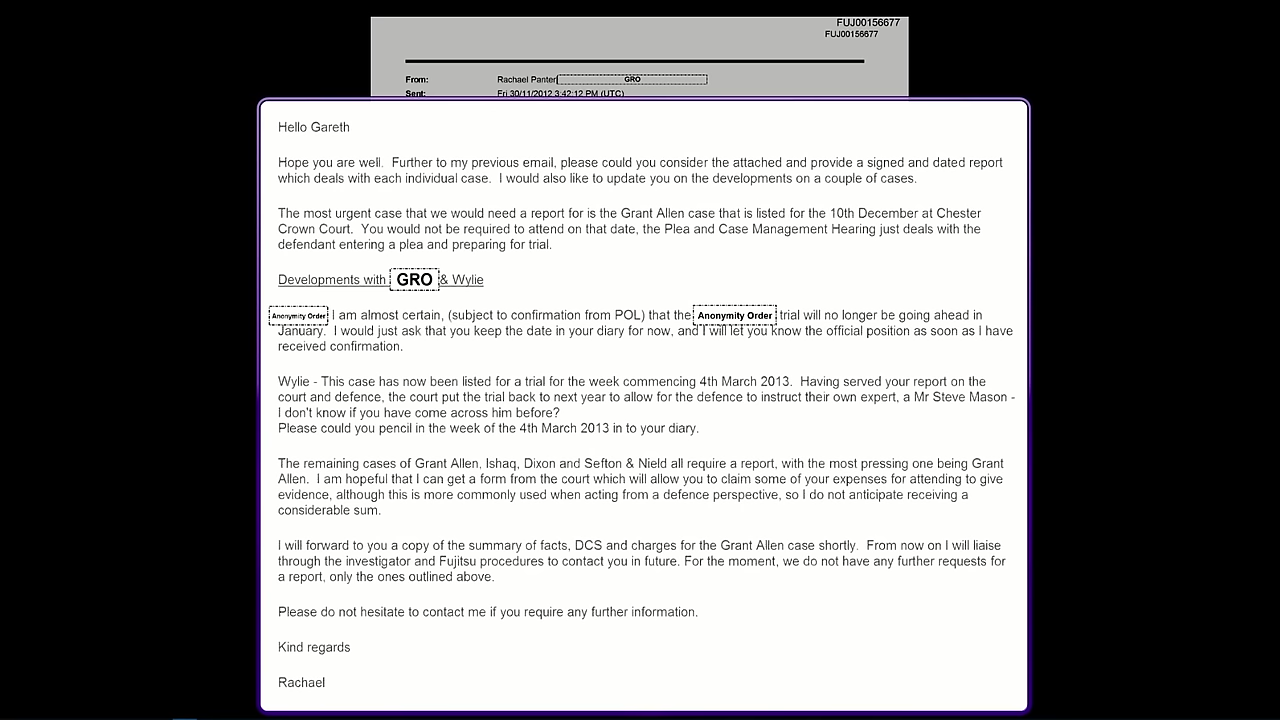 FUJ00156677
FUJ00156677
From: Rachael Panter GRO
Sent: Fri 30/11/2012 3:42:12 PM (UTC)
Hello Gareth
Hope you are well. Further to my previous email, please could you consider the attached and provide a signed and dated report
which deals with each individual case. I would also like to update you on the developments on a couple of cases.
The most urgent case that we would need a report for is the Grant Allen case that is listed for the 10th December at Chester
Crown Court. You would not be required to attend on that date, the Plea and Case Management Hearing just deals with the
defendant entering a plea and preparing for trial.
Developments with GRO & Wylie
Anonymity Order I am almost certain, (subject to confirmation from POL) that the Anonymity Order trial will no longer be going ahead in
January. I would just ask that you keep the date in your diary for now, and I will let you know the official position as soon as I have
received confirmation.
Wylie - This case has now been listed for a trial for the week commencing 4th March 2013. Having served your report on the
court and defence, the court put the trial back to next year to allow for the defence to instruct their own expert, a Mr Steve Mason -
I don't know if you have come across him before?
Please could you pencil in the week of the 4th March 2013 in to your diary.
The remaining cases of Grant Allen, Ishaq, Dixon and Sefton & Nield all require a report, with the most pressing one being Grant
Allen. I am hopeful that I can get a form from the court which will allow you to claim some of your expenses for attending to give
evidence, although this is more commonly used when acting from a defence perspective, so I do not anticipate receiving a
considerable sum.
I will forward to you a copy of the summary of facts, DCS and charges for the Grant Allen case shortly. From now on I will liaise
through the investigator and Fujitsu procedures to contact you in future. For the moment, we do not have any further requests for
a report, only the ones outlined above.
Please do not hesitate to contact me if you require any further information.
Kind regards
Rachael